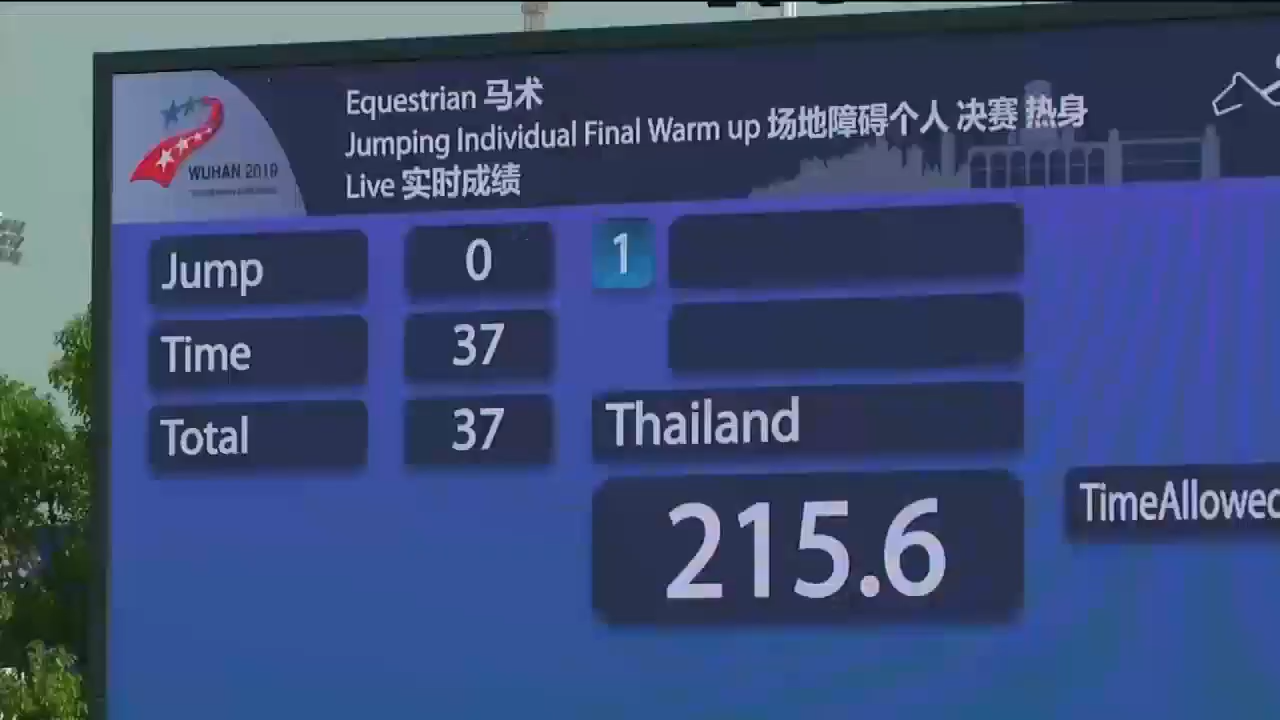 Equestrian 马术
Jumping Individual Final Warm up 场地障碍个人 决赛 热身
Live 实时成绩
WUHAN 2019
Jump 0 1
Time 37
Total 37 Thailand
215.6
TimeAllowed